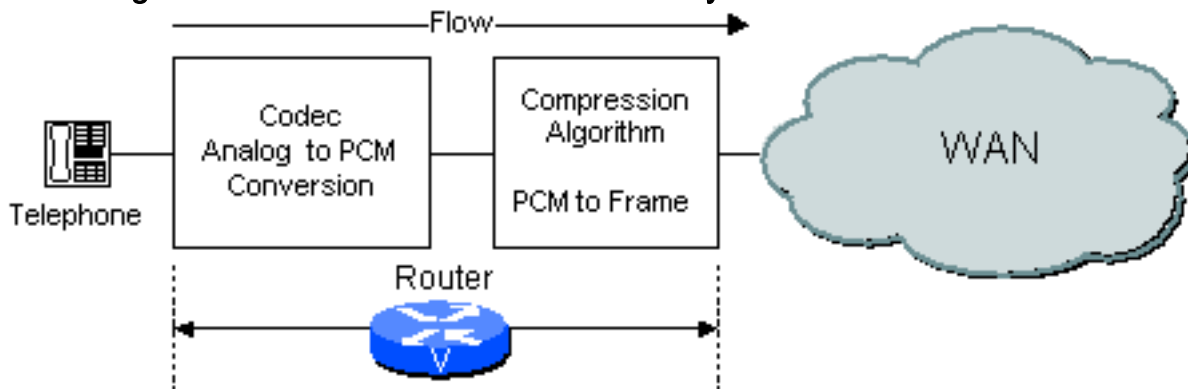 Flow
Codec
Analog to PCM
Conversion
Compression
Algorithm
PCM to Frame
WAN
Telephone
Router
V